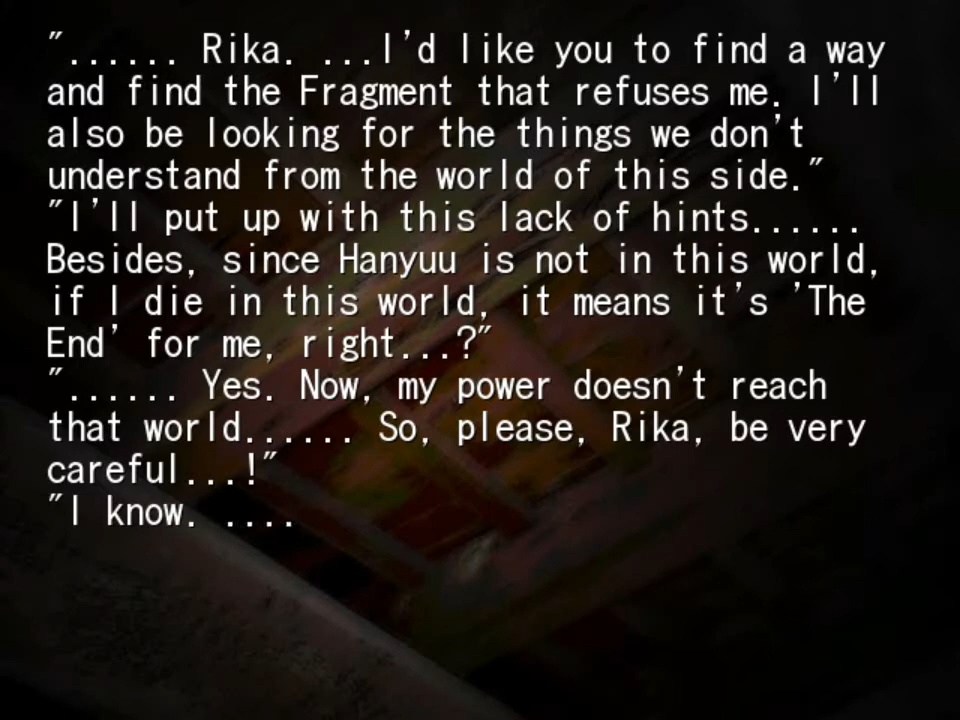 "...... Rika. ...I'd like you to find a way
and find the Fragment that refuses me. I'll
also be looking for the things we don't
understand from the world of this side."
"I'll put up with this lack of hints......
Besides, since Hanyuu is not in this world,
if I die in this world, it means it's 'The
End' for me, right...?"
"...... Yes. Now, my power doesn't reach
that world...... So, please, Rika, be very
careful...!"
"I know. ....